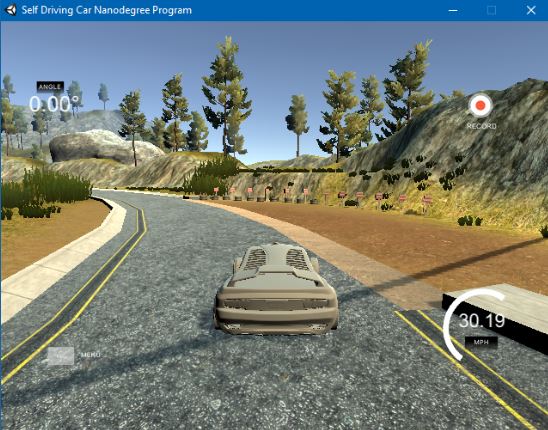 Self Driving Car Nanodegree Program
ANGLE
0.00°
RECORD
30.19
MPH
MENU